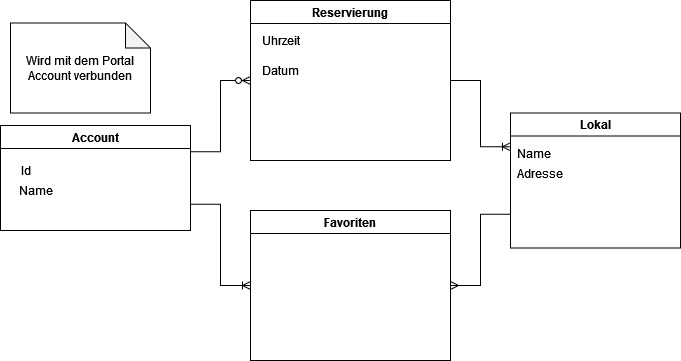 Wird mit dem Portal
Account verbunden
Reservierung
Uhrzeit
Datum
Account
Id
Name
Lokal
Name
Adresse
Favoriten